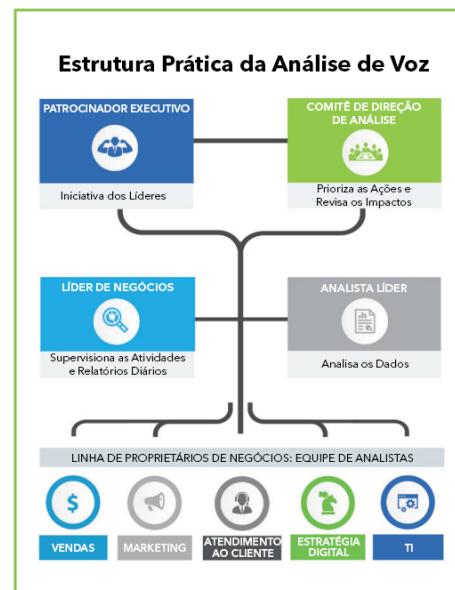 Estrutura Prática da Análise de Voz
PATROCINADOR EXECUTIVO
Iniciativa dos Líderes
COMITÊ DE DIREÇÃO
DE ANÁLISE
Prioriza as Ações e
Revisa os Impactos
LÍDER DE NEGÓCIOS
Supervisiona as Atividades
e Relatórios Diários
ANALISTA LÍDER
Analisa os Dados
LINHA DE PROPRIETÁRIOS DE NEGÓCIOS: EQUIPE DE ANALISTAS
$
VENDAS
MARKETING
ATENDIMENTO
AO CLIENTE
ESTRATÉGIA
DIGITAL
TI